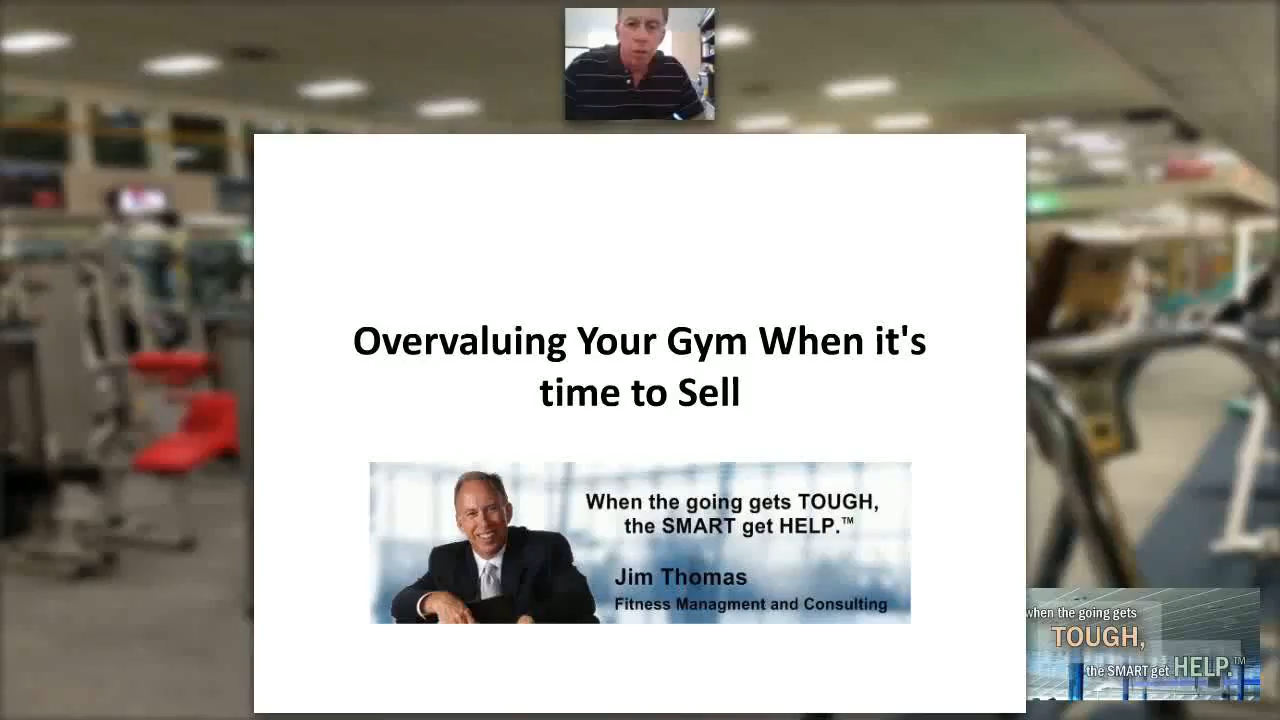 Overvaluing Your Gym When it's
time to Sell
When the going gets TOUGH,
the SMART get HELP.™
Jim Thomas
Fitness Managment and Consulting
when the going gets
TOUGH,
the SMART get HELP.™